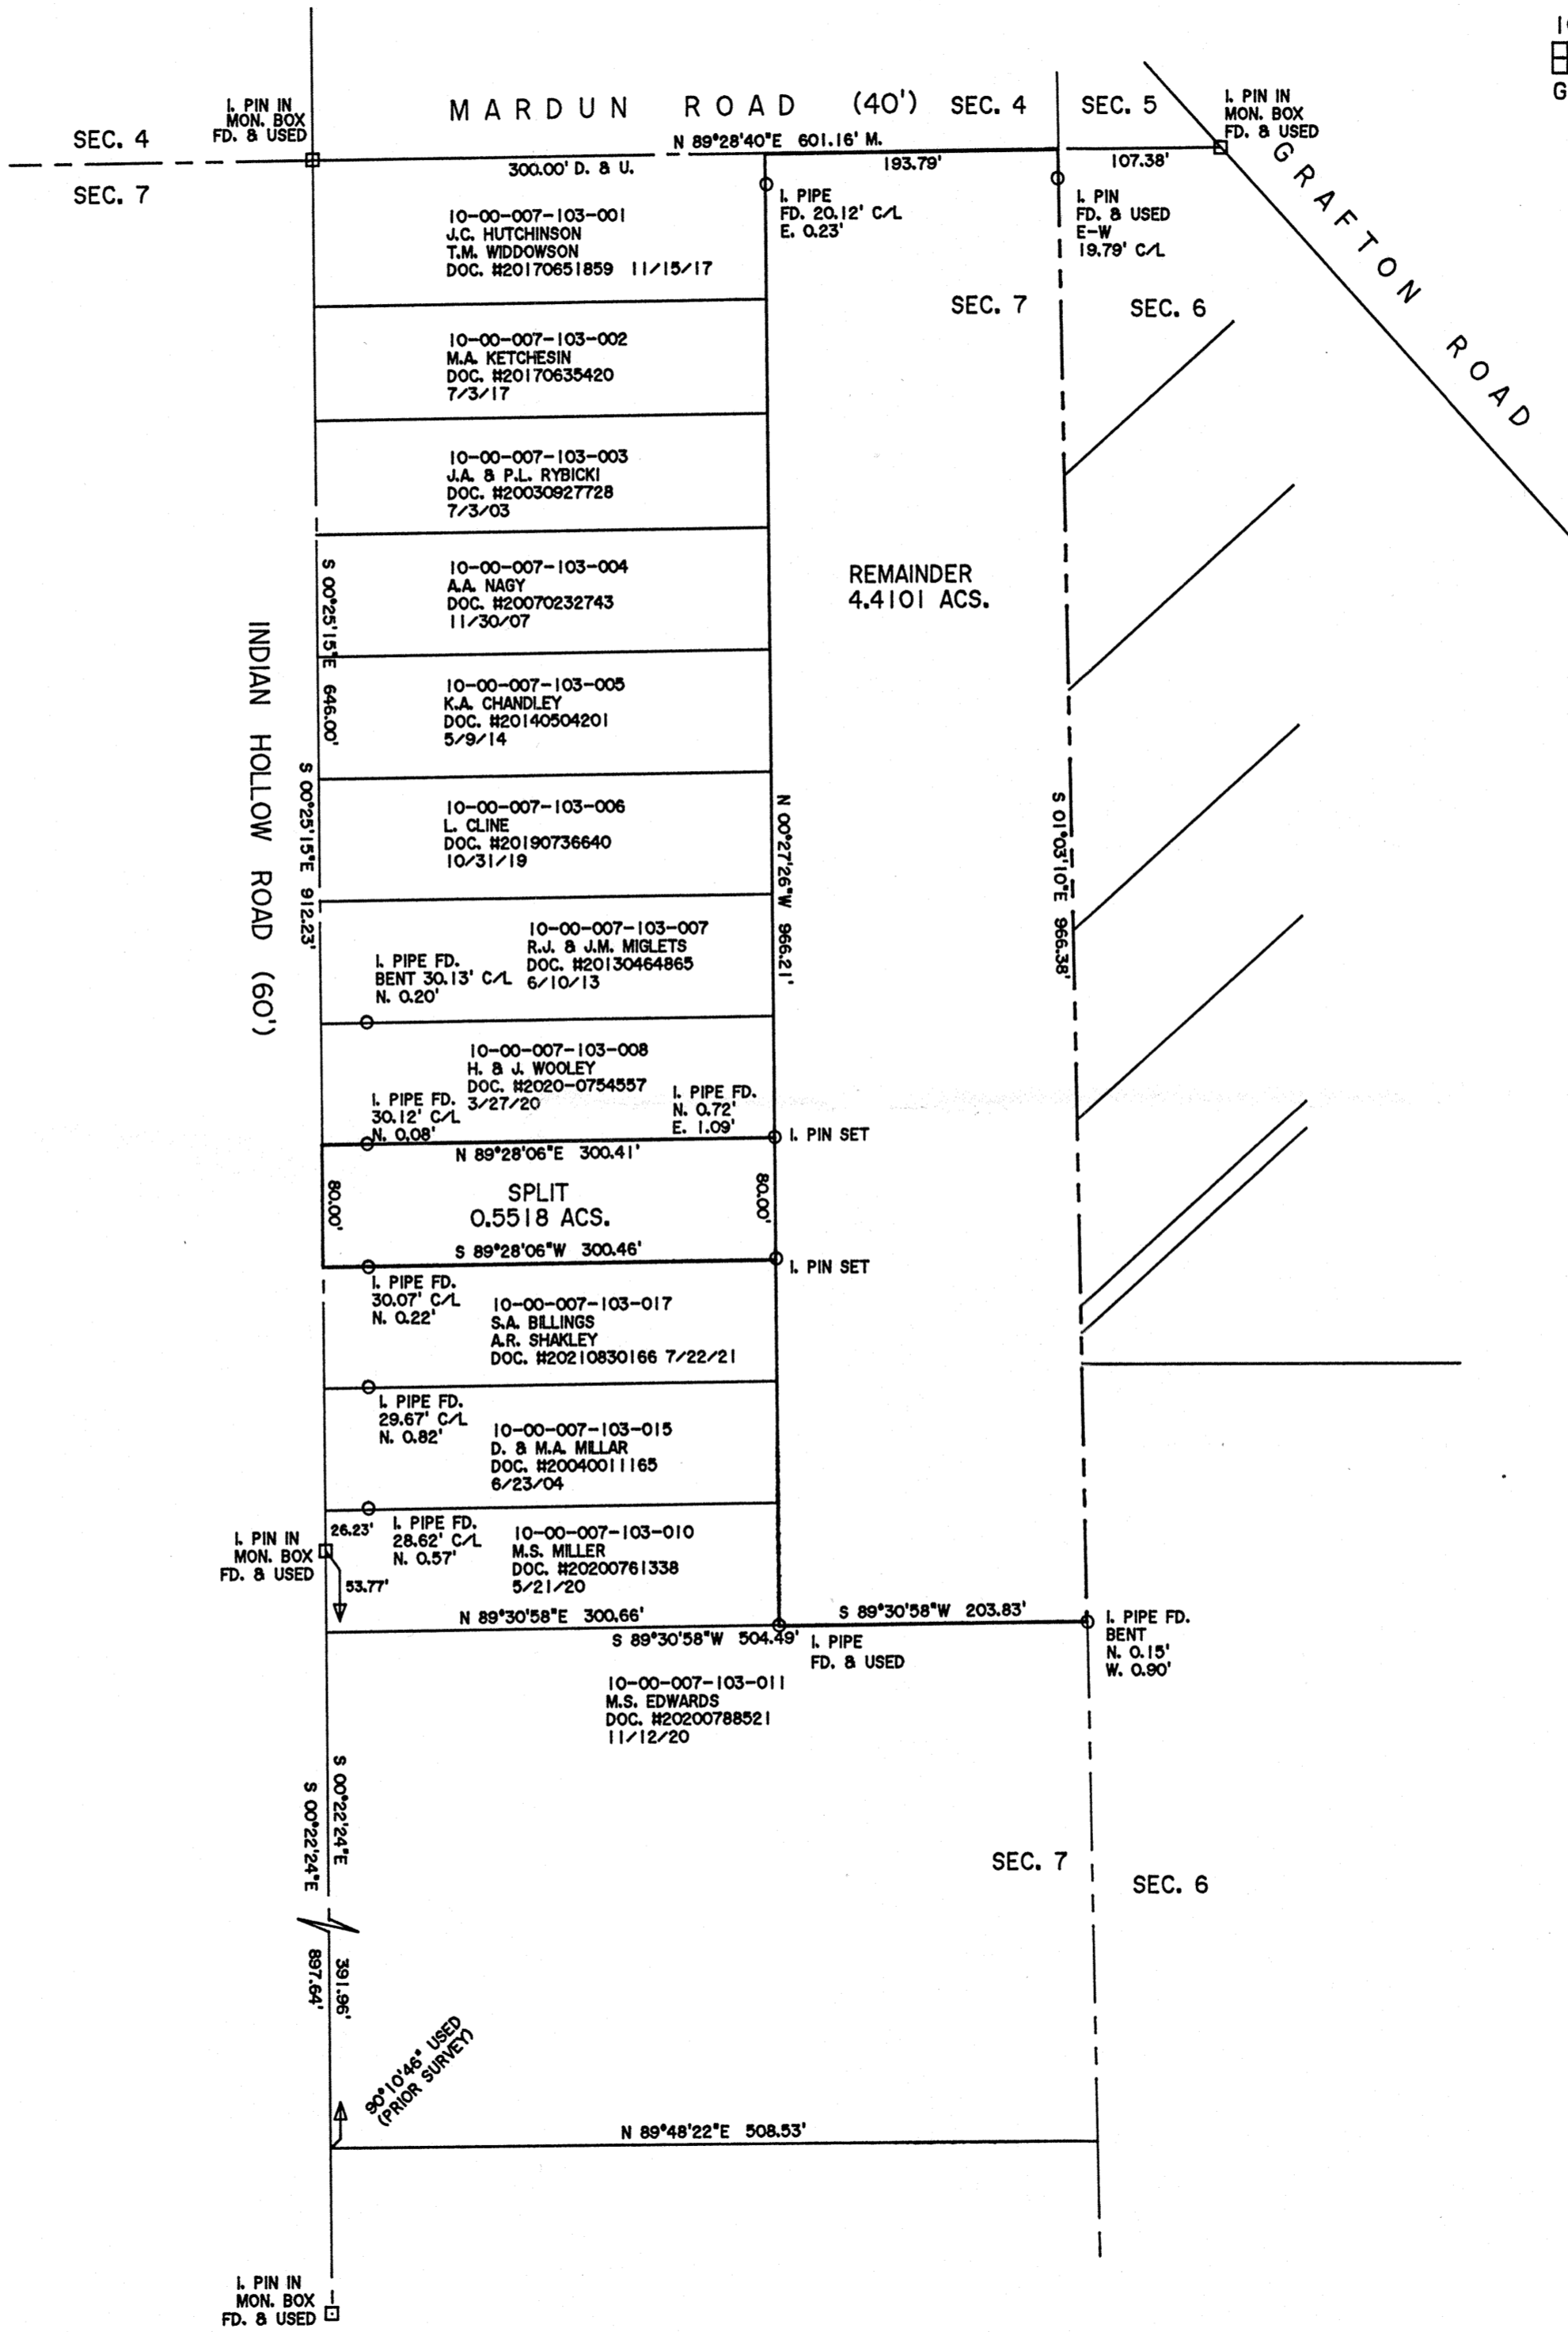 MARDUN ROAD (40')
SEC. 4
SEC. 5
I. PIN IN
MON. BOX
FD. & USED
I. PIN IN
MON. BOX
FD. & USED
SEC. 4
SEC. 7
N 89°28'40"E 601.16' M.
300.00' D. & U.
193.79'
107.38'
GRAFTON ROAD
I. PIPE
FD. 20.12' C/L
E. 0.23'
I. PIN
FD. & USED
E-W
19.79' C/L
10-00-007-103-001
J.C. HUTCHINSON
T.M. WIDDOWSON
DOC. #20170651859 11/15/17
SEC. 7
SEC. 6
10-00-007-103-002
M.A. KETCHESIN
DOC. #20170635420
7/3/17
10-00-007-103-003
J.A. & P.L. RYBICKI
DOC. #20030927728
7/3/03
10-00-007-103-004
A.A. NAGY
DOC. #20070232743
11/30/07
REMAINDER
4.4101 ACS.
S 00°25'15"E 646.00'
INDIAN HOLLOW ROAD (60')
10-00-007-103-005
K.A. CHANDLEY
DOC. #20140504201
5/9/14
S 00°25'15"E 912.23'
10-00-007-103-006
L. CLINE
DOC. #20190736640
10/31/19
N 00°27'26"W 966.21'
S 01°03'10"E 966.38'
10-00-007-103-007
R.J. & J.M. MIGLETS
DOC. #20130464865
6/10/13
I. PIPE FD.
BENT 30.13' C/L
N. 0.20'
10-00-007-103-008
H. & J. WOOLEY
DOC. #2020-0754557
3/27/20
I. PIPE FD.
30.12' C/L
N. 0.08'
I. PIPE FD.
N. 0.72'
E. 1.09'
I. PIN SET
N 89°28'06"E 300.41'
80.00'
SPLIT
0.5518 ACS.
80.00'
S 89°28'06"W 300.46'
I. PIN SET
I. PIPE FD.
30.07' C/L
N. 0.22'
10-00-007-103-017
S.A. BILLINGS
A.R. SHAKLEY
DOC. #20210830166 7/22/21
I. PIPE FD.
29.67' C/L
N. 0.82'
10-00-007-103-015
D. & M.A. MILLAR
DOC. #20040011165
6/23/04
26.23'
I. PIPE FD.
28.62' C/L
N. 0.57'
I. PIN IN
MON. BOX
FD. & USED
53.77'
10-00-007-103-010
M.S. MILLER
DOC. #20200761338
5/21/20
N 89°30'58"E 300.66'
S 89°30'58"W 203.83'
S 89°30'58"W 504.49'
I. PIPE
FD. & USED
I. PIPE FD.
BENT
N. 0.15'
W. 0.90'
10-00-007-103-011
M.S. EDWARDS
DOC. #20200788521
11/12/20
S 00°22'24"E
391.96'
S 00°22'24"E
897.64'
SEC. 7
SEC. 6
90°10'46" USED
(PRIOR SURVEY)
N 89°48'22"E 508.53'
I. PIN IN
MON. BOX
FD. & USED